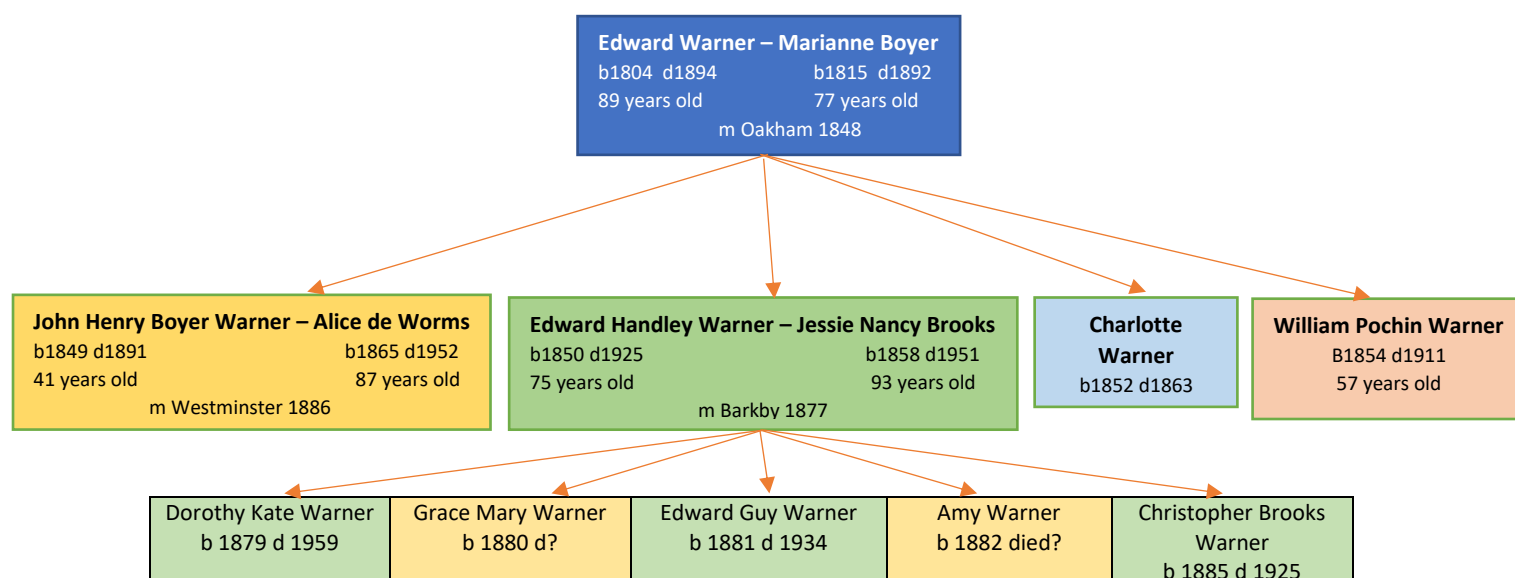 Edward Warner – Marianne Boyer
b1804 d1894 b1815 d1892
89 years old 77 years old
m Oakham 1848
John Henry Boyer Warner – Alice de Worms
b1849 d1891 b1865 d1952
41 years old 87 years old
m Westminster 1886
Edward Handley Warner – Jessie Nancy Brooks
b1850 d1925 b1858 d1951
75 years old 93 years old
m Barkby 1877
Charlotte
Warner
b1852 d1863
William Pochin Warner
B1854 d1911
57 years old
Dorothy Kate Warner
b 1879 d 1959
Grace Mary Warner
b 1880 d?
Edward Guy Warner
b 1881 d 1934
Amy Warner
b 1882 died?
Christopher Brooks
Warner
b 1885 d 1925